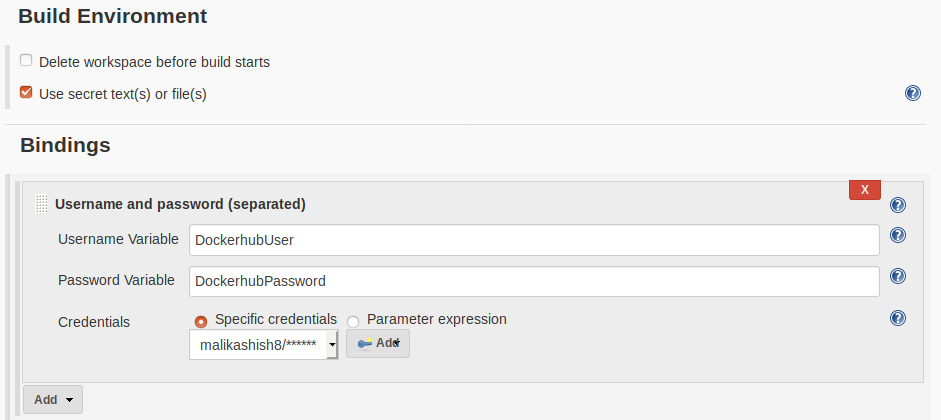 Build Environment
Delete workspace before build starts
Use secret text(s) or file(s)
?
Bindings
X
Username and password (separated)
?
Username Variable
DockerhubUser
?
Password Variable
DockerhubPassword
?
Credentials
Specific credentials
Parameter expression
?
malikashish8/******
Add
Add